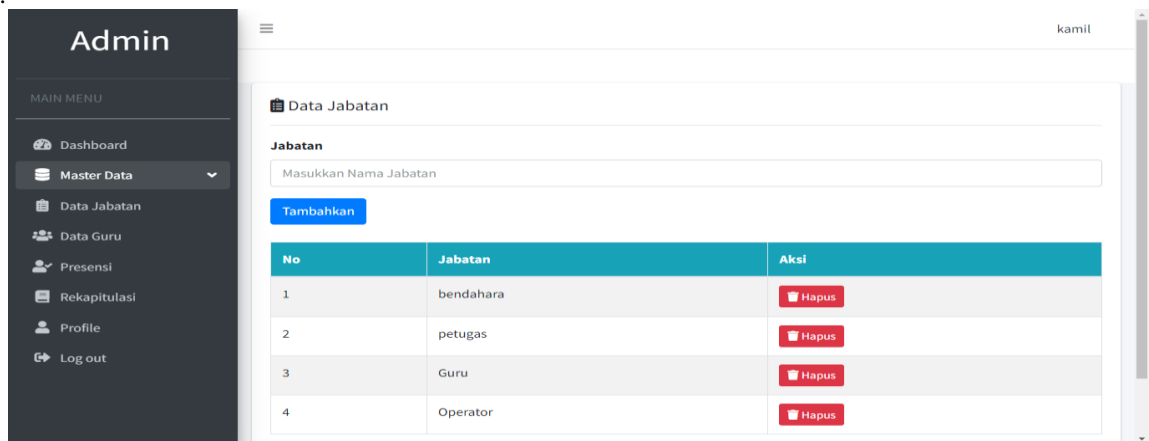 Admin
kamil
MAIN MENU
Dashboard
Master Data
Data Jabatan
Data Guru
Presensi
Rekapitulasi
Profile
Log out
Data Jabatan
Jabatan
Masukkan Nama Jabatan
Tambahkan
No Jabatan Aksi
1 bendahara Hapus
2 petugas Hapus
3 Guru Hapus
4 Operator Hapus